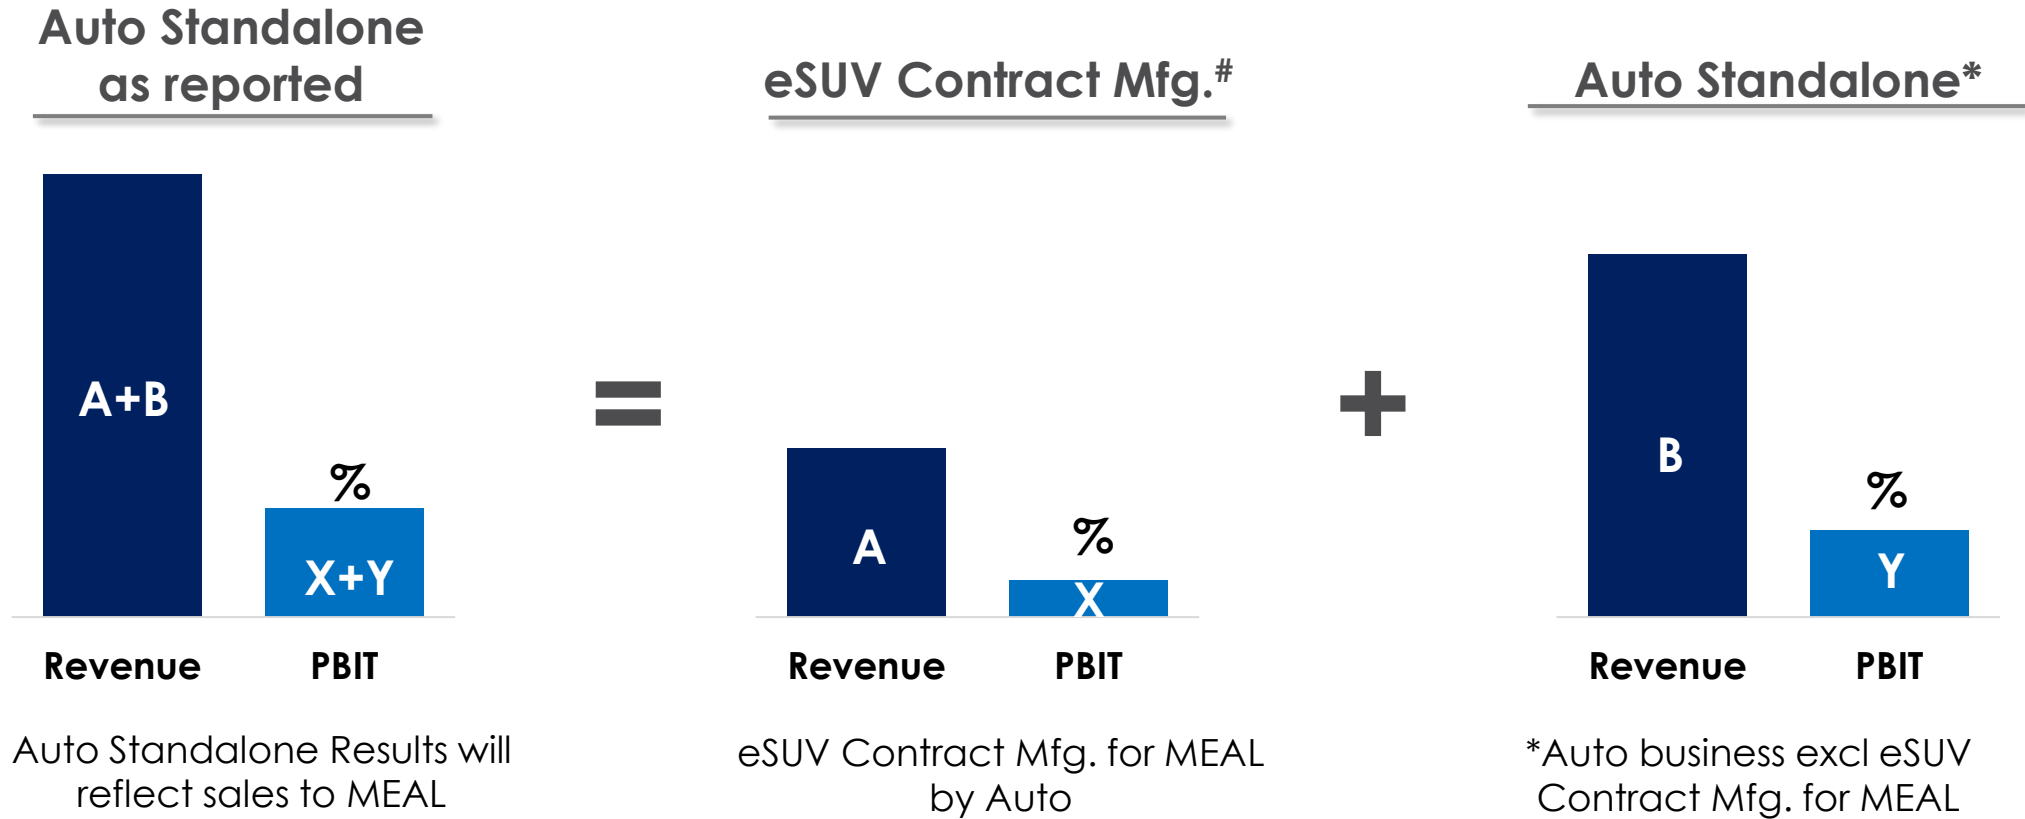 Auto Standalone
as reported
A+B
%
X+Y
Revenue PBIT
Auto Standalone Results will
reflect sales to MEAL
=
eSUV Contract Mfg.#
A
%
X
Revenue PBIT
eSUV Contract Mfg. for MEAL
by Auto
+
Auto Standalone*
B
%
Y
Revenue PBIT
*Auto business excl eSUV
Contract Mfg. for MEAL